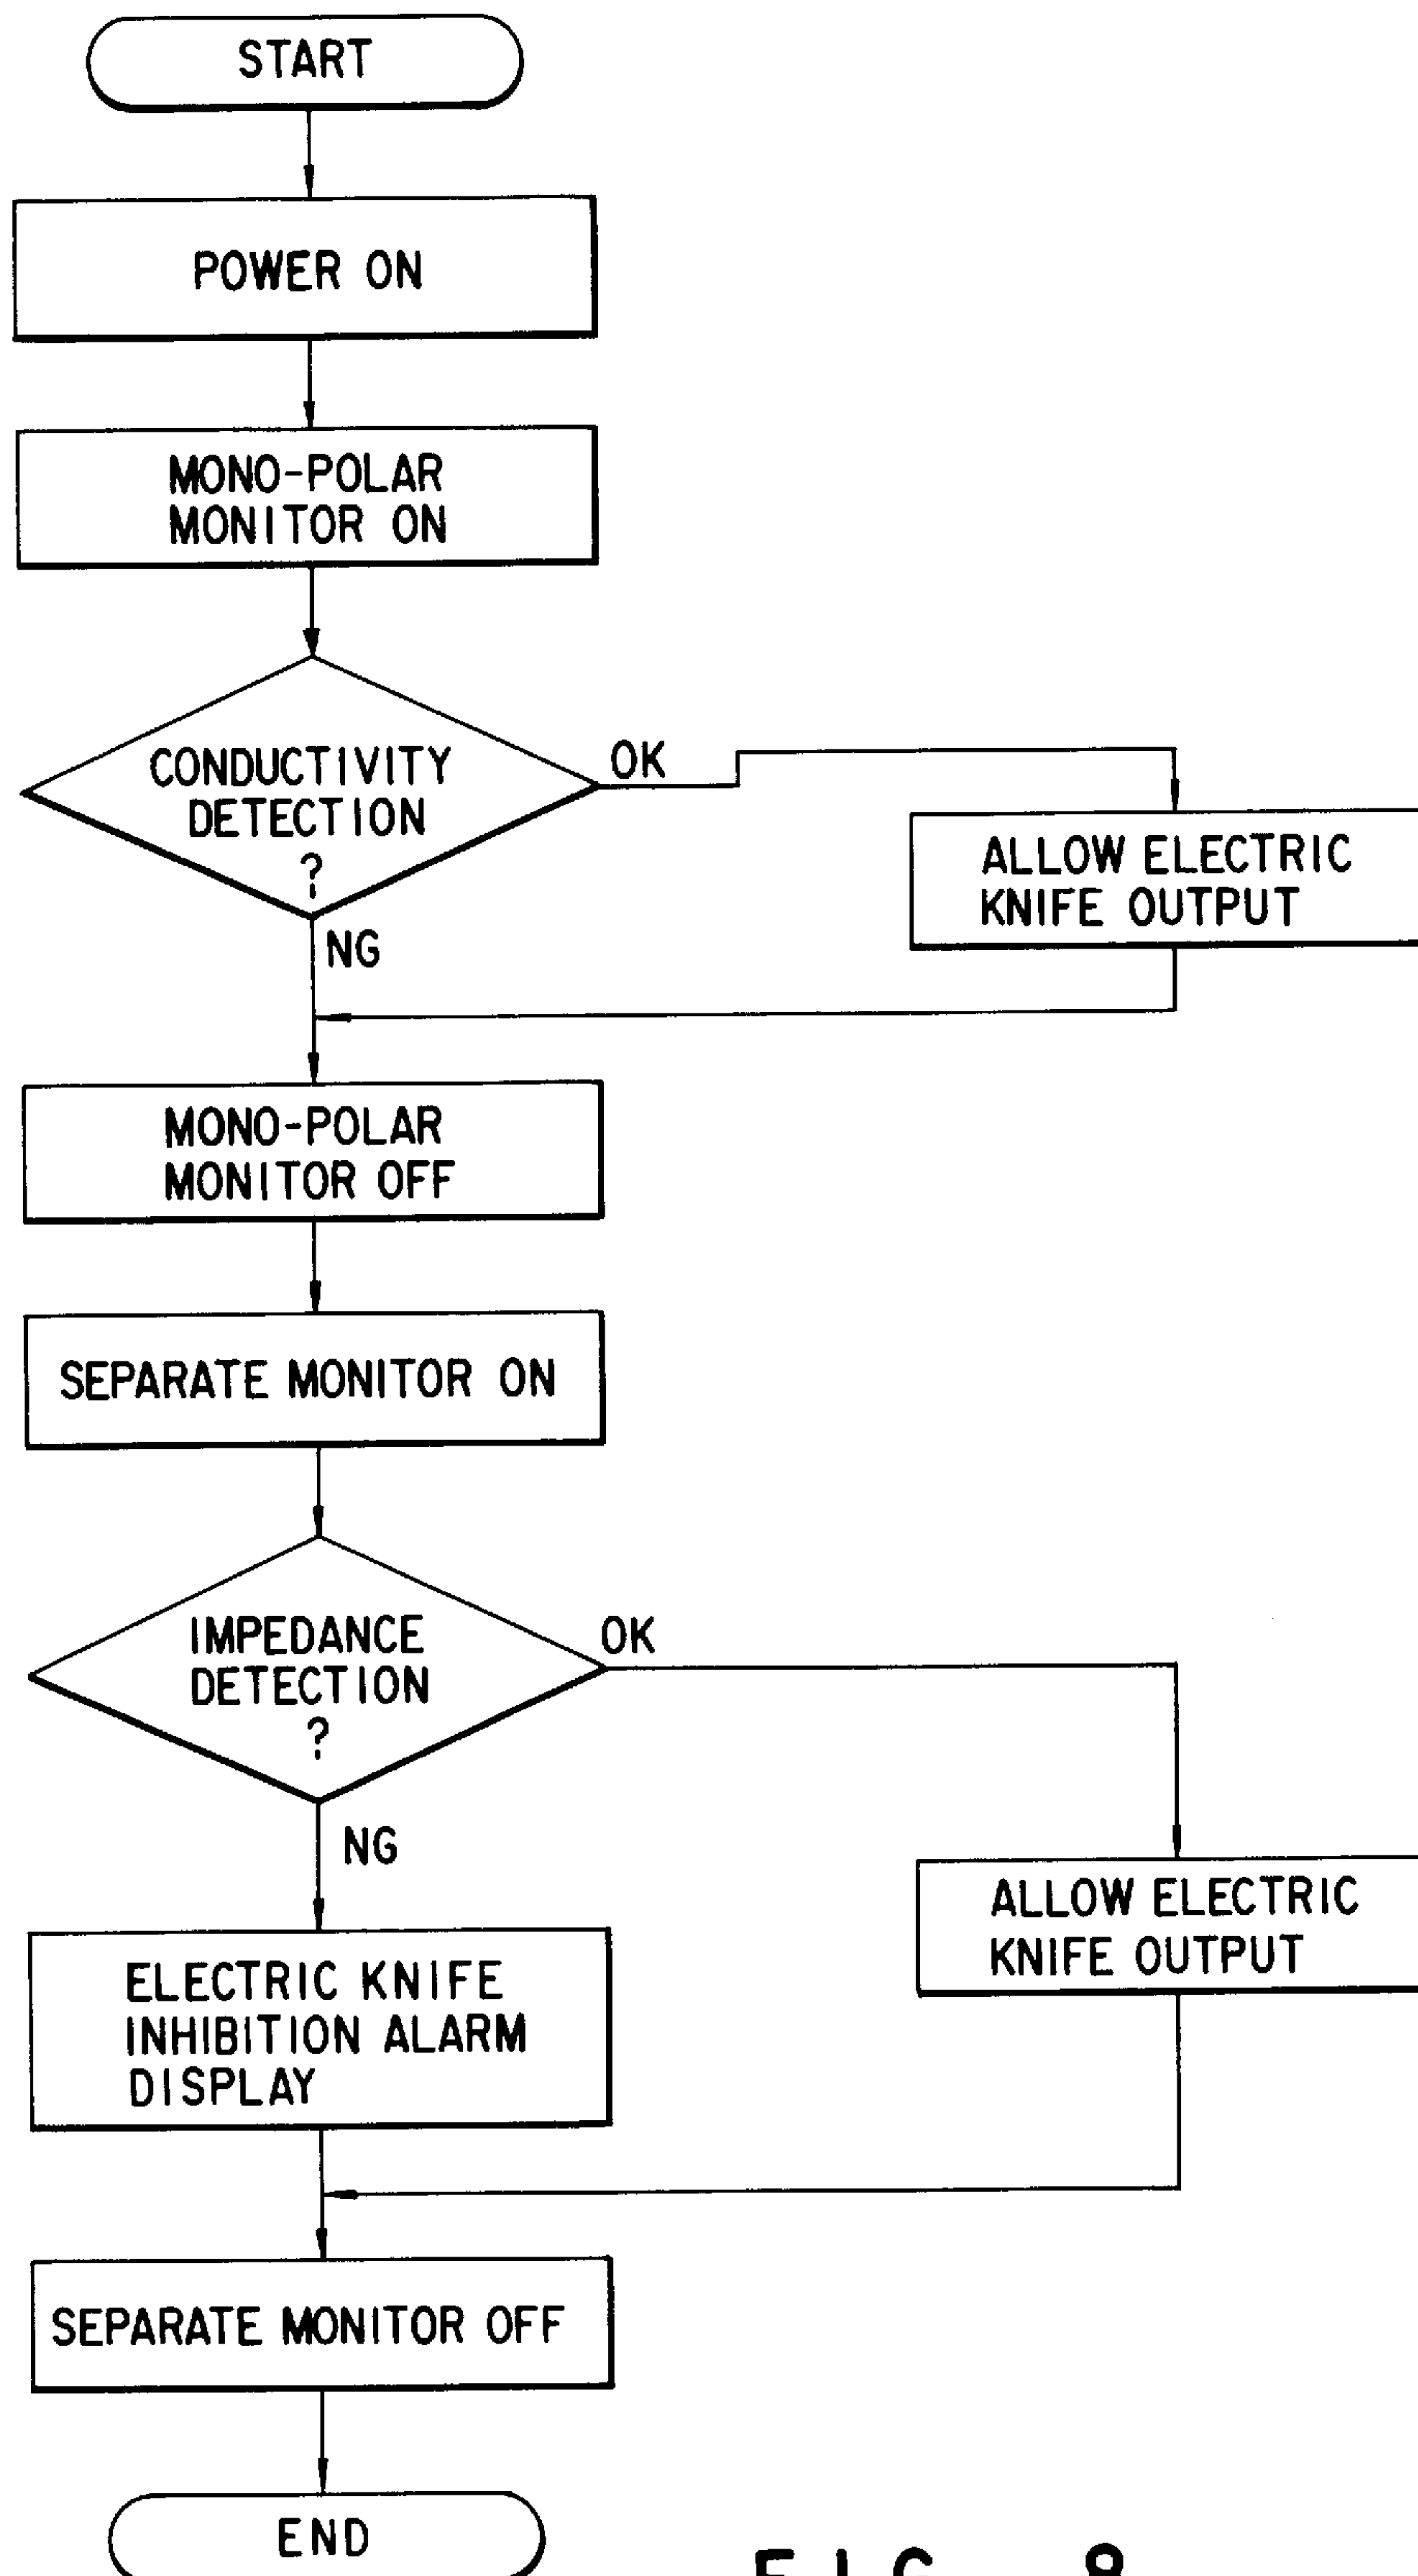 START
POWER ON
MONO-POLAR
MONITOR ON
CONDUCTIVITY
DETECTION
?
OK
ALLOW ELECTRIC
KNIFE OUTPUT
NG
MONO-POLAR
MONITOR OFF
SEPARATE MONITOR ON
IMPEDANCE
DETECTION
?
OK
NG
ALLOW ELECTRIC
KNIFE OUTPUT
ELECTRIC KNIFE
INHIBITION ALARM
DISPLAY
SEPARATE MONITOR OFF
END